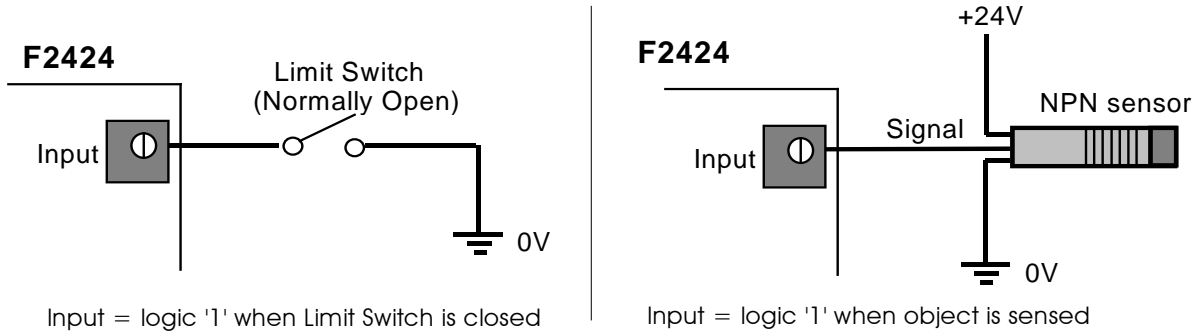 F2424
Limit Switch
(Normally Open)
Input
0V
Input = logic '1' when Limit Switch is closed
+24V
F2424
NPN sensor
Signal
Input
0V
Input = logic '1' when object is sensed